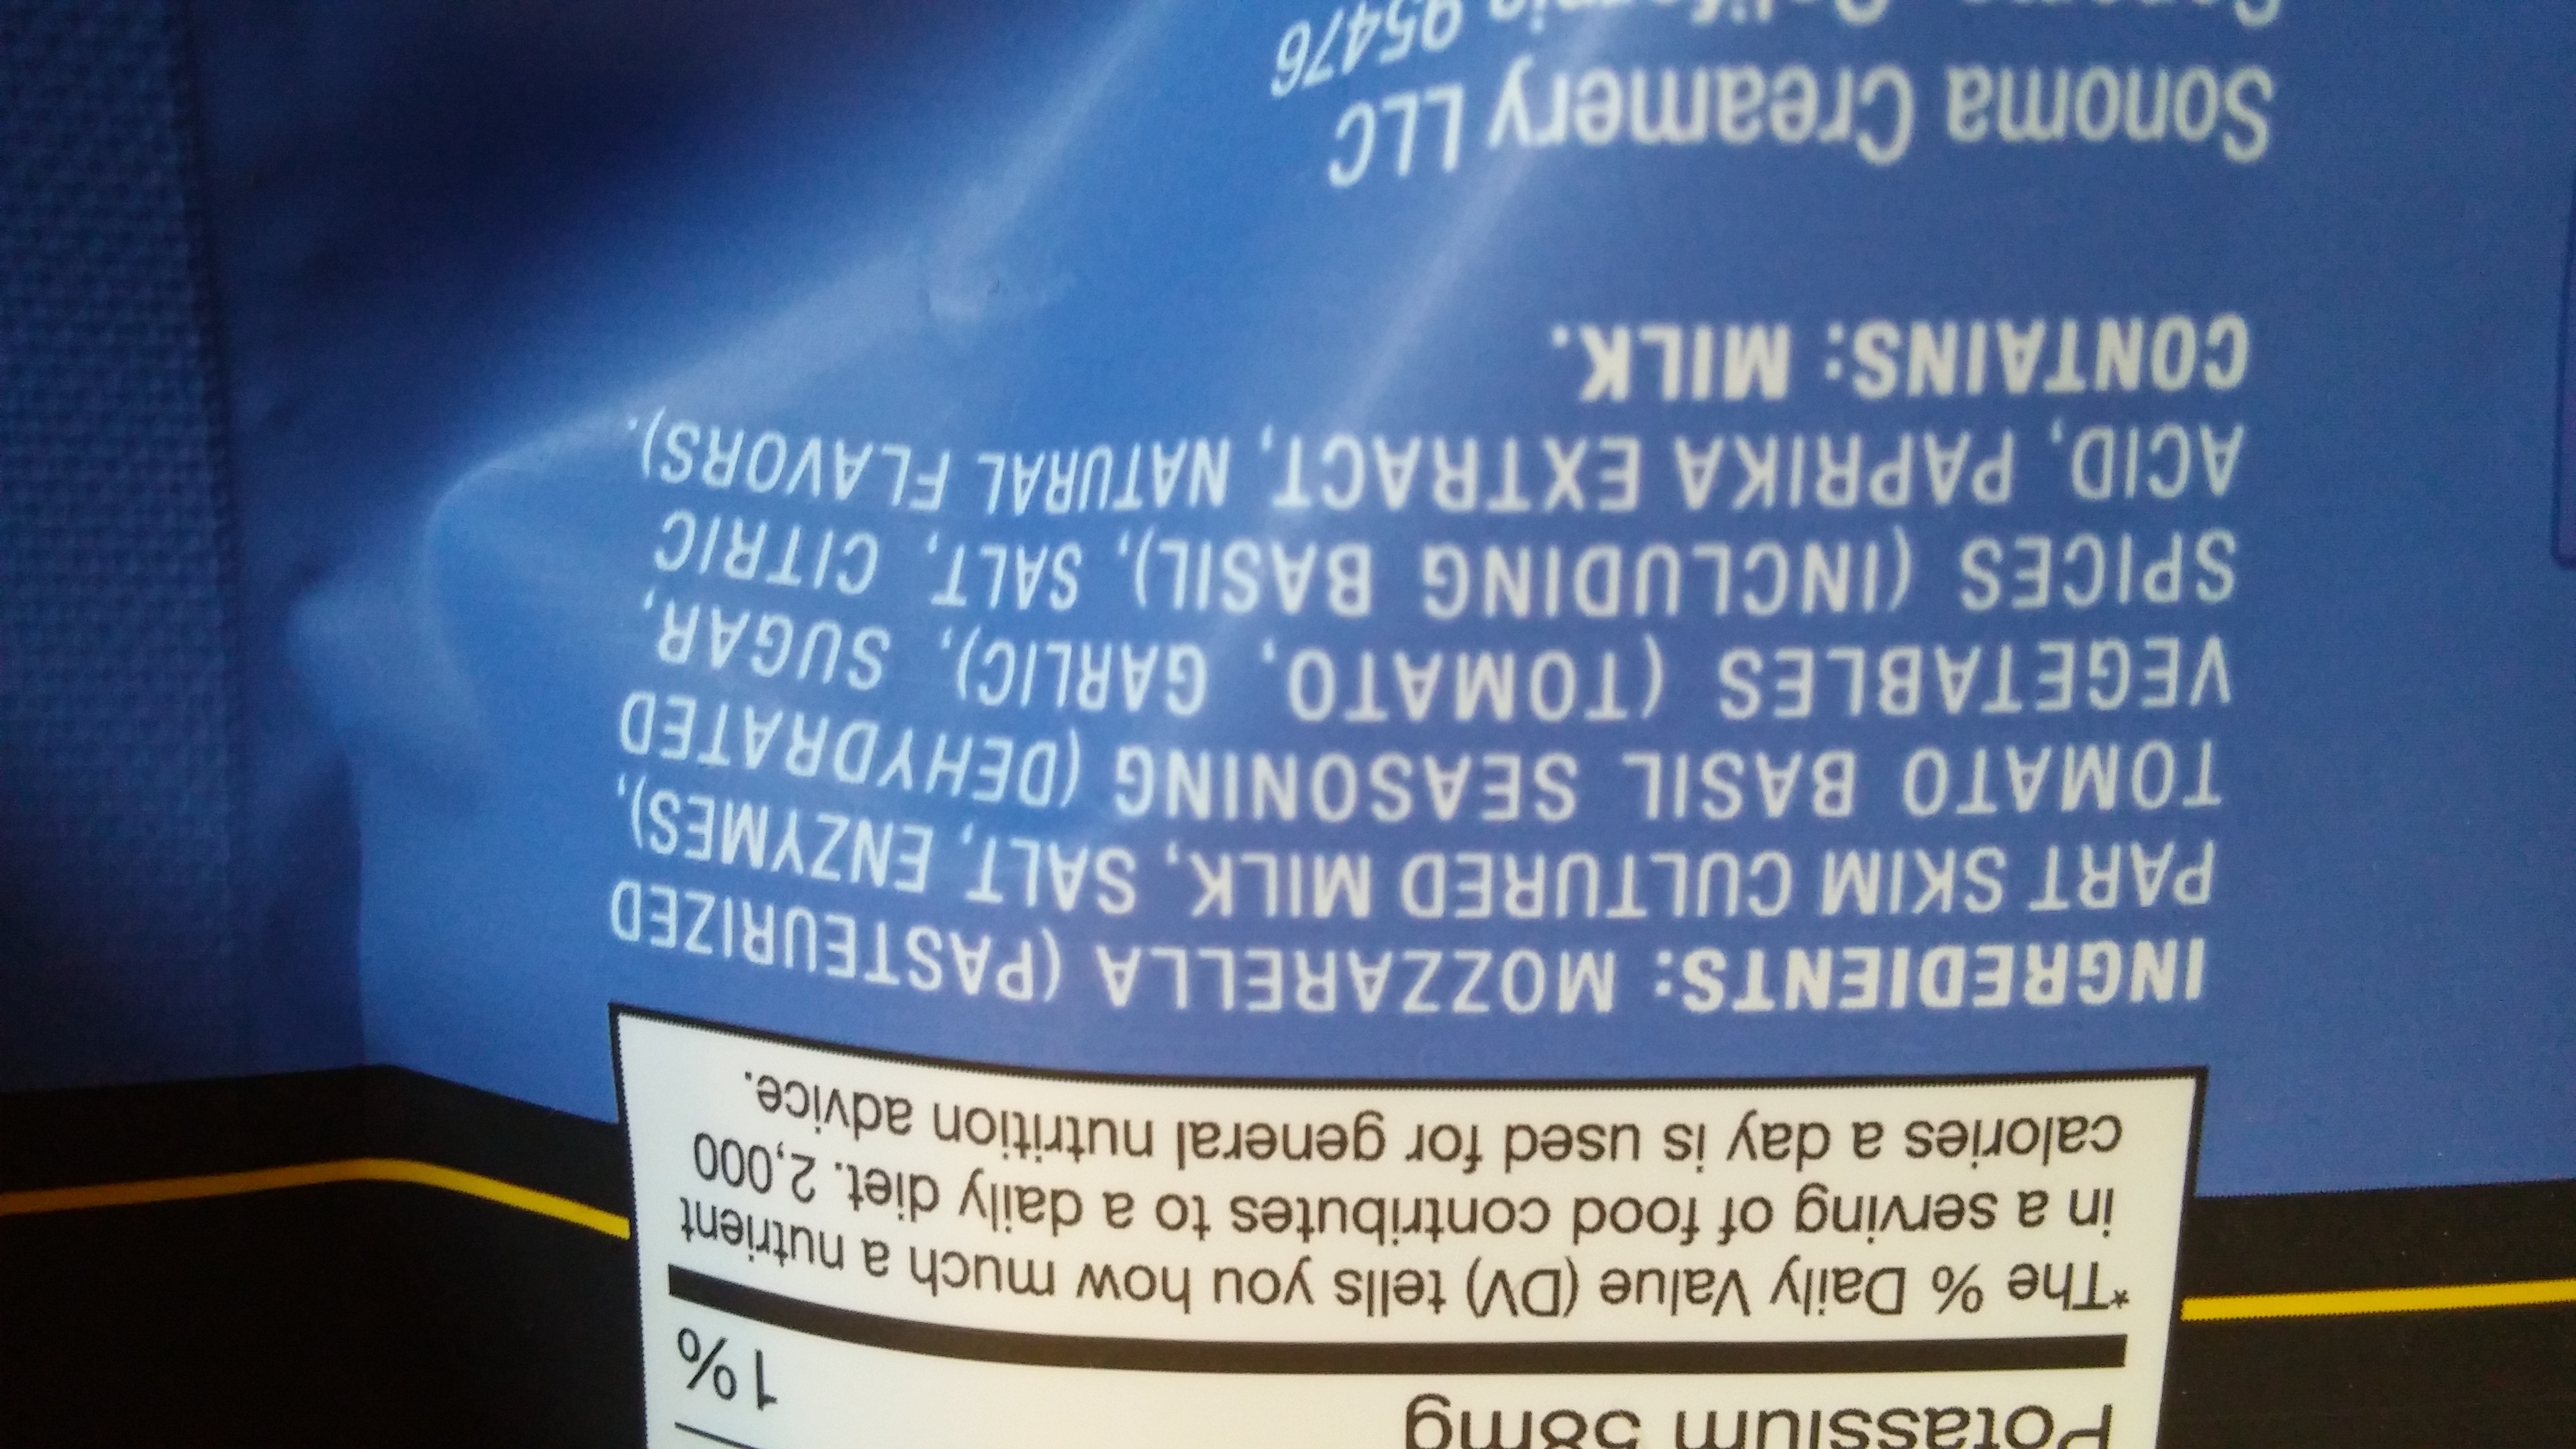 Potassium 58mg 1%
*The % Daily Value (DV) tells you how much a nutrient
in a serving of food contributes to a daily diet. 2,000
calories a day is used for general nutrition advice.
INGREDIENTS: MOZZARELLA (PASTEURIZED
PART SKIM CULTURED MILK, SALT, ENZYMES),
TOMATO BASIL SEASONING (DEHYDRATED
VEGETABLES (TOMATO, GARLIC), SUGAR,
SPICES (INCLUDING BASIL), SALT, CITRIC
ACID, PAPRIKA EXTRACT, NATURAL FLAVORS).
CONTAINS: MILK.
Sonoma Creamery LLC
Sonoma, California 95476